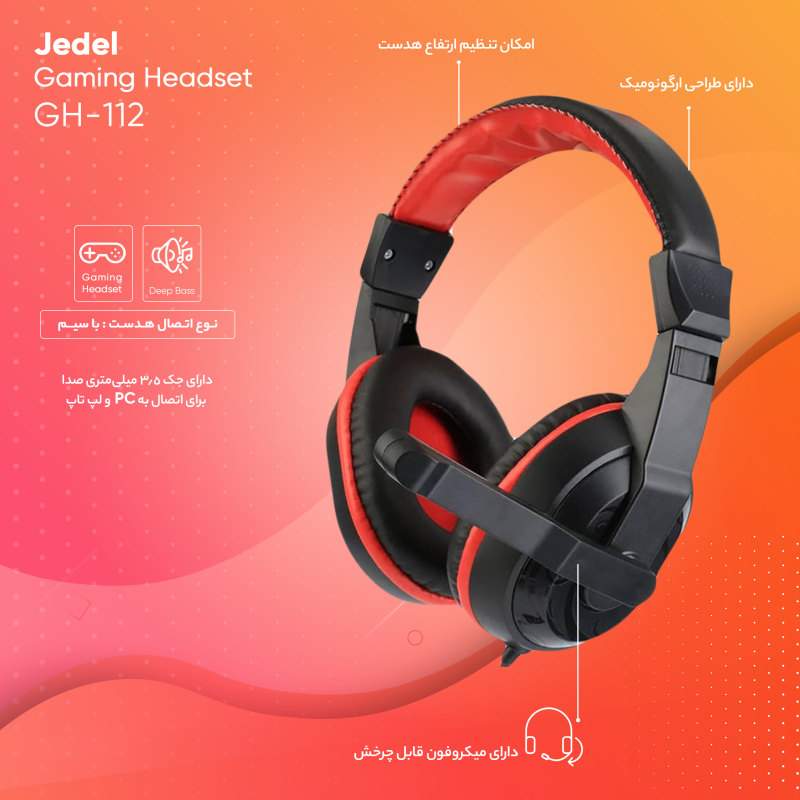 Jedel
Gaming Headset
GH-112
امکان تنظیم ارتفاع هدست
دارای طراحی ارگونومیک
Gaming
Headset
Deep Bass
نوع اتصال هدست : با سیم
دارای جک ۳٫۵ میلی‌متری صدا
برای اتصال به PC و لپ تاپ
دارای میکروفون قابل چرخش